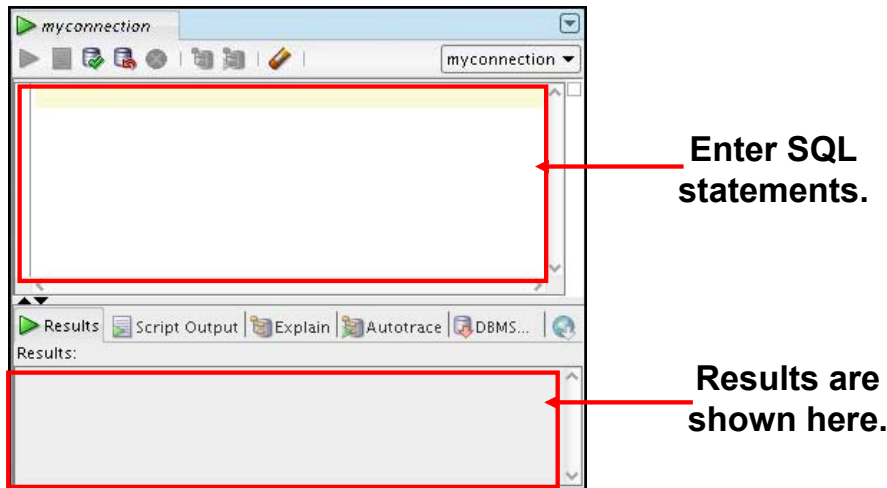 myconnection
myconnection
Enter SQL
statements.
Results Script Output Explain Autotrace DBMS...
Results:
Results are
shown here.